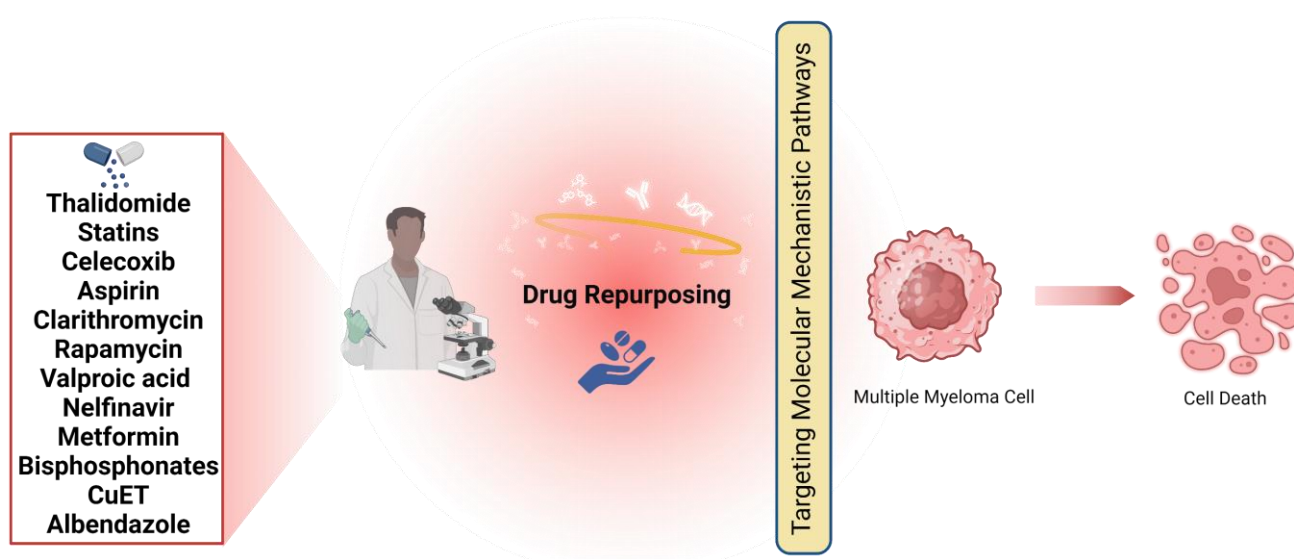 Thalidomide
Statins
Celecoxib
Aspirin
Clarithromycin
Rapamycin
Valproic acid
Nelfinavir
Metformin
Bisphosphonates
CuET
Albendazole
Drug Repurposing
Targeting Molecular Mechanistic Pathways
Multiple Myeloma Cell
Cell Death